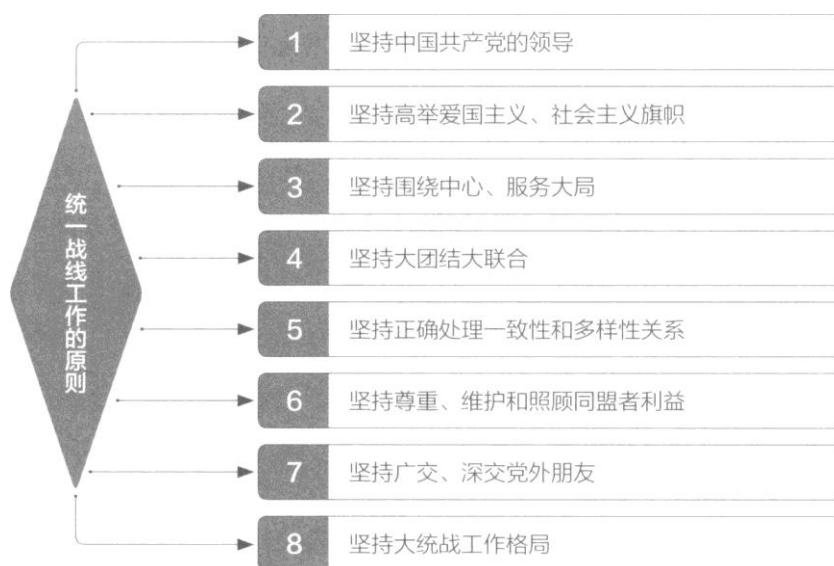 统一战线工作的原则
1 坚持中国共产党的领导
2 坚持高举爱国主义、社会主义旗帜
3 坚持围绕中心、服务大局
4 坚持大团结大联合
5 坚持正确处理一致性和多样性关系
6 坚持尊重、维护和照顾同盟者利益
7 坚持广交、深交党外朋友
8 坚持大统战工作格局